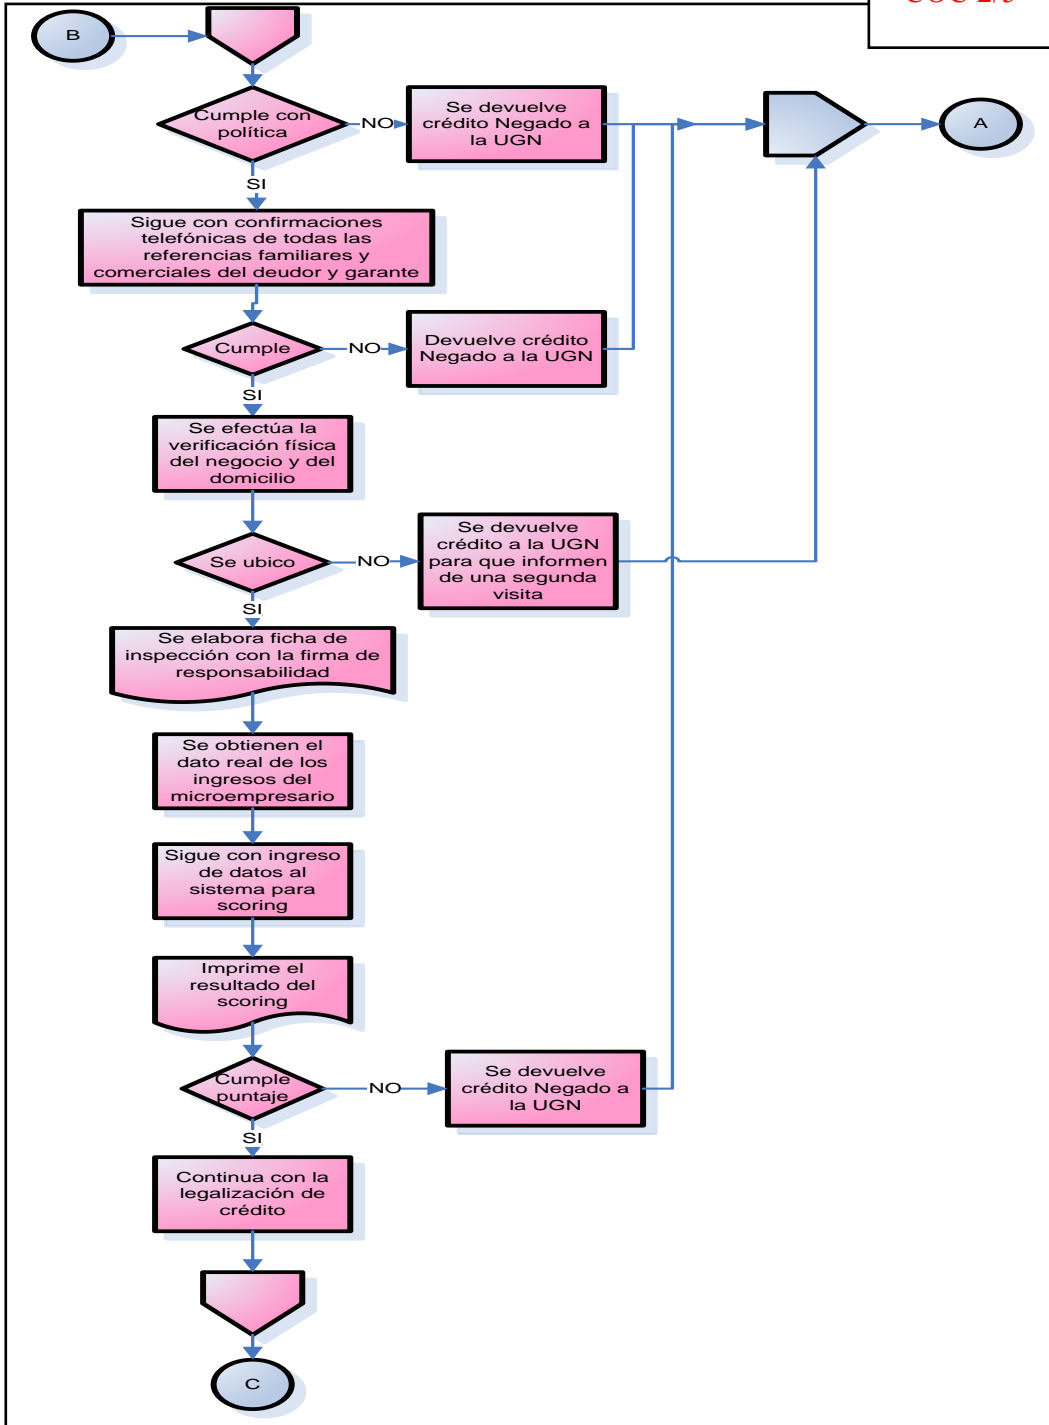 B
Cumple con
política
NO
Se devuelve
crédito Negado a
la UGN
A
SI
Sigue con confirmaciones
telefónicas de todas las
referencias familiares y
comerciales del deudor y garante
Cumple
NO
Devuelve crédito
Negado a la UGN
SI
Se efectúa la
verificación física
del negocio y del
domicilio
Se ubico
NO
Se devuelve
crédito a la UGN
para que informen
de una segunda
visita
SI
Se elabora ficha de
inspección con la firma de
responsabilidad
Se obtienen el
dato real de los
ingresos del
microempresario
Sigue con ingreso
de datos al
sistema para
scoring
Imprime el
resultado del
scoring
Cumple
puntaje
NO
Se devuelve
crédito Negado a
la UGN
SI
Continua con la
legalización de
crédito
C